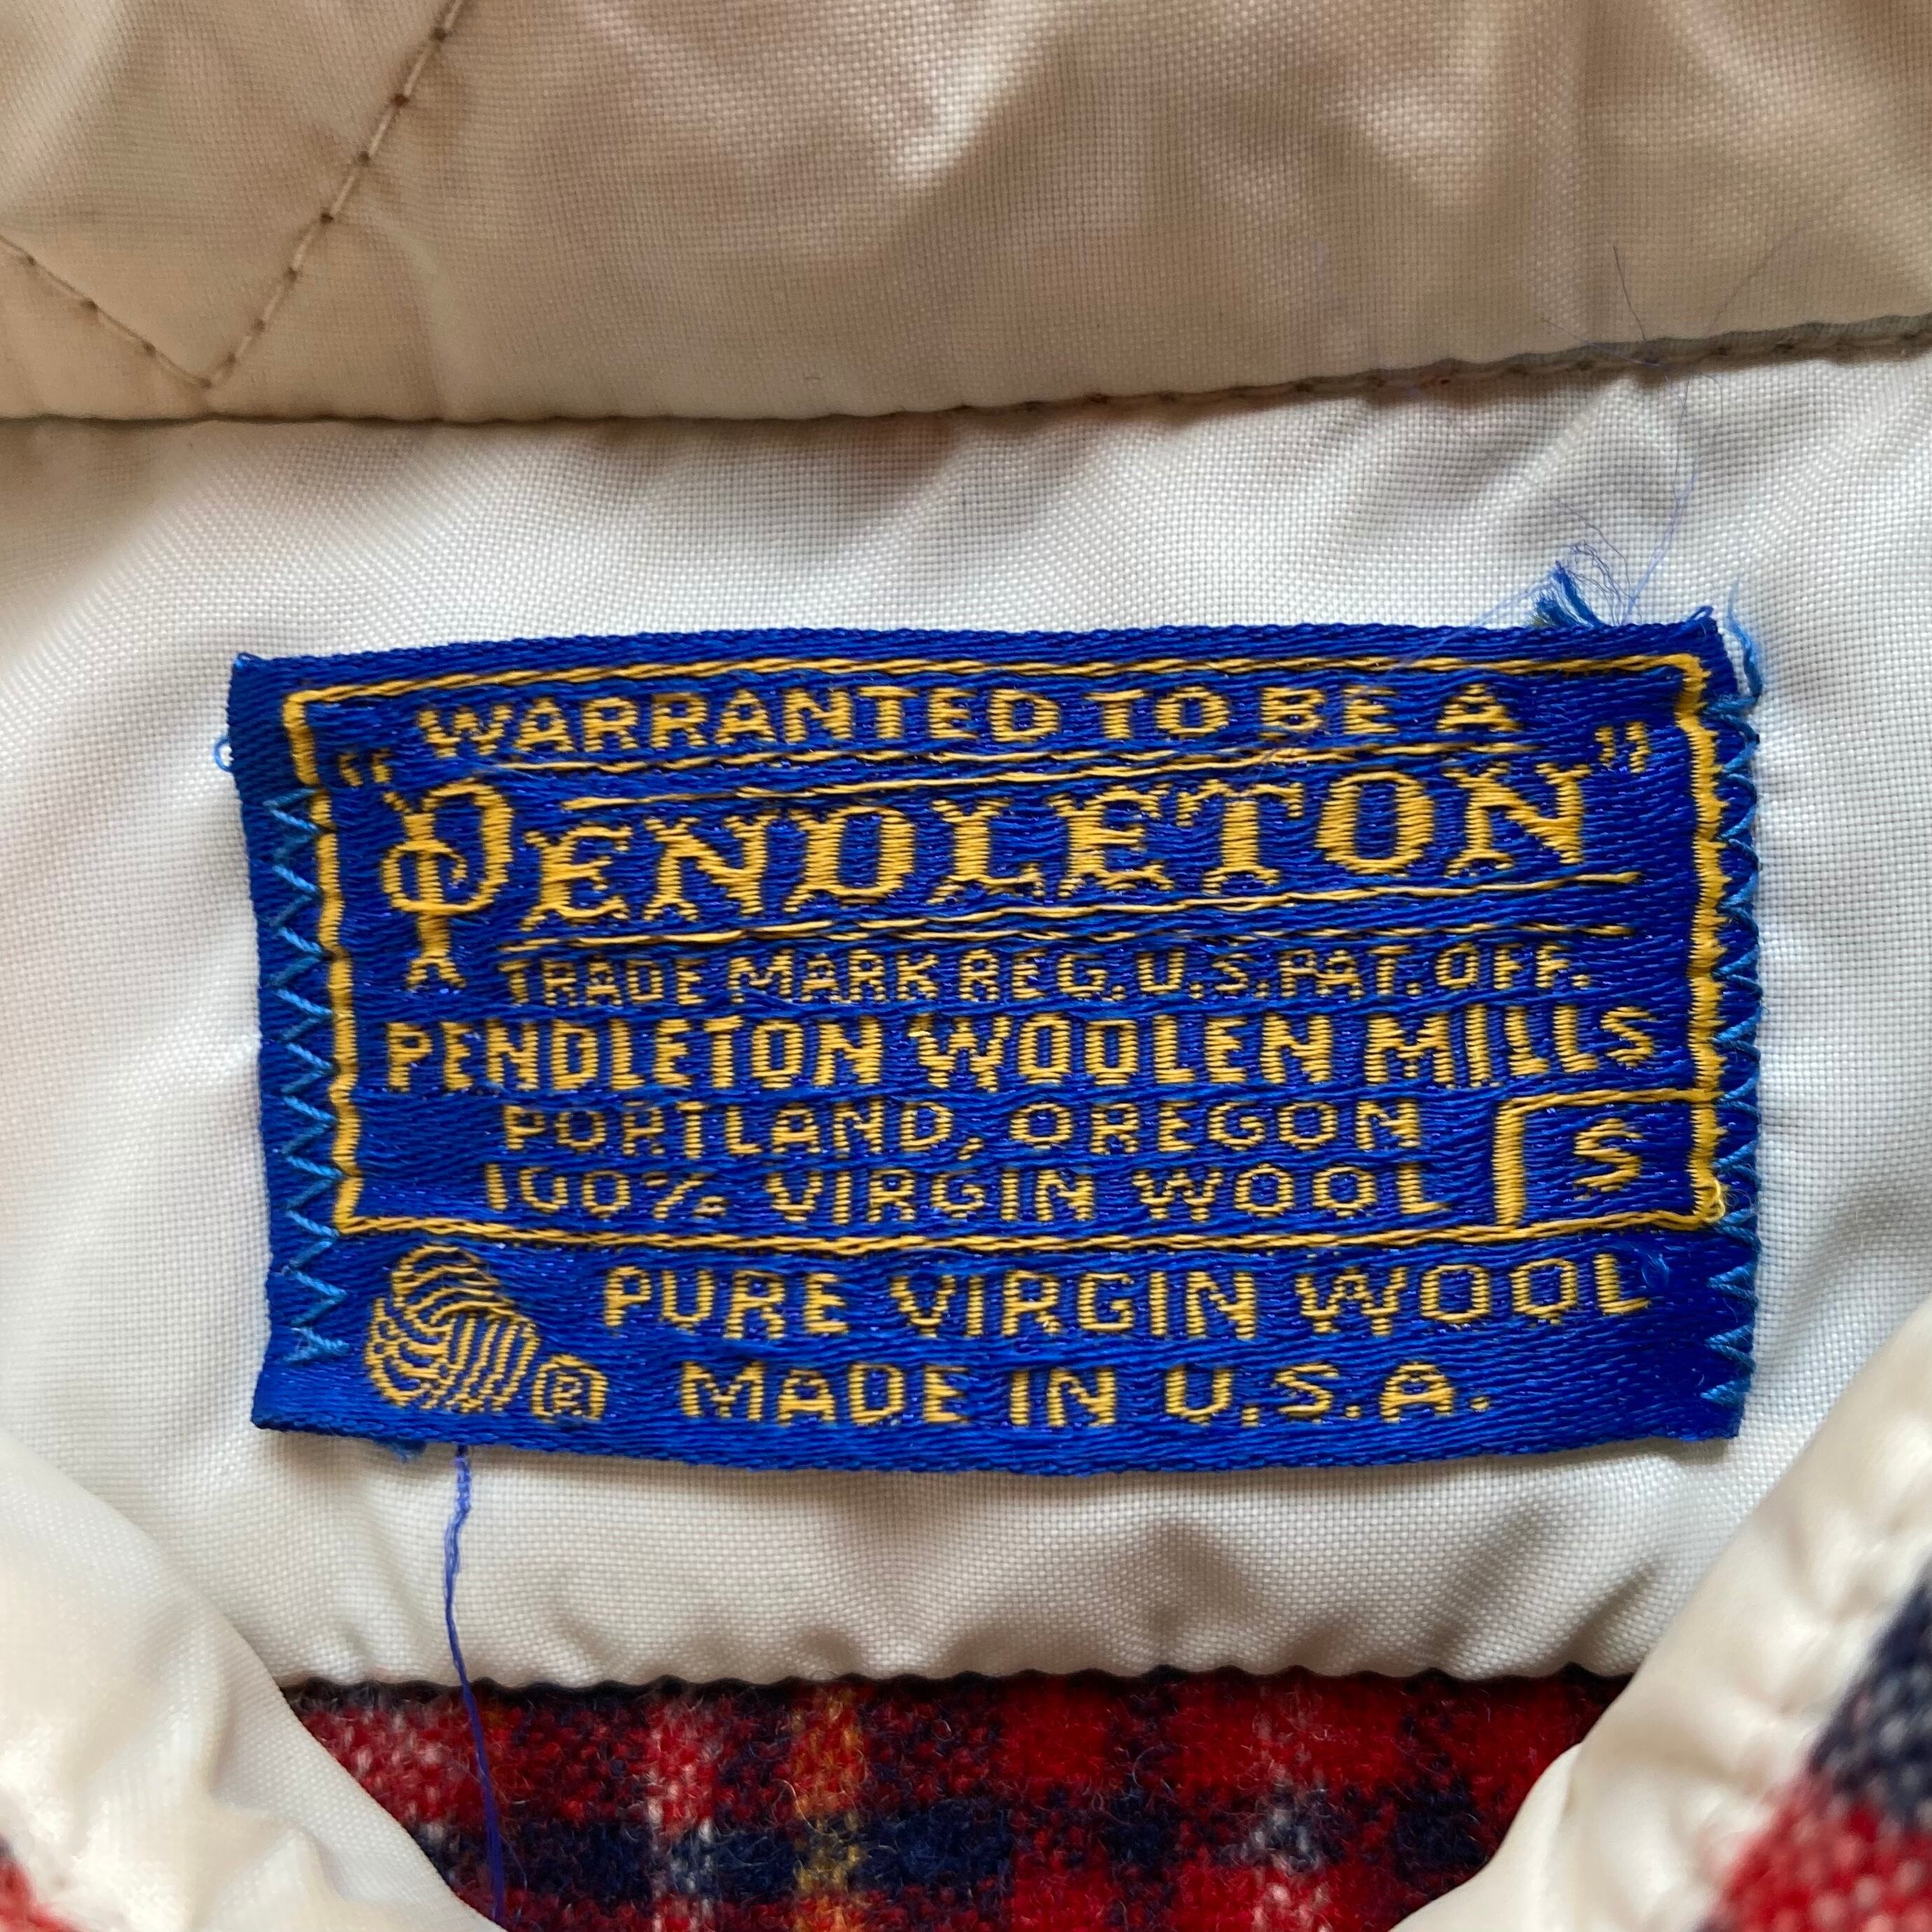 WARRANTED TO BE A
"PENDLETON"
TRADE MARK REG. U.S. PAT. OFF.
PENDLETON WOOLEN MILLS
PORTLAND, OREGON
100% VIRGIN WOOL
S
PURE VIRGIN WOOL
® MADE IN U.S.A.